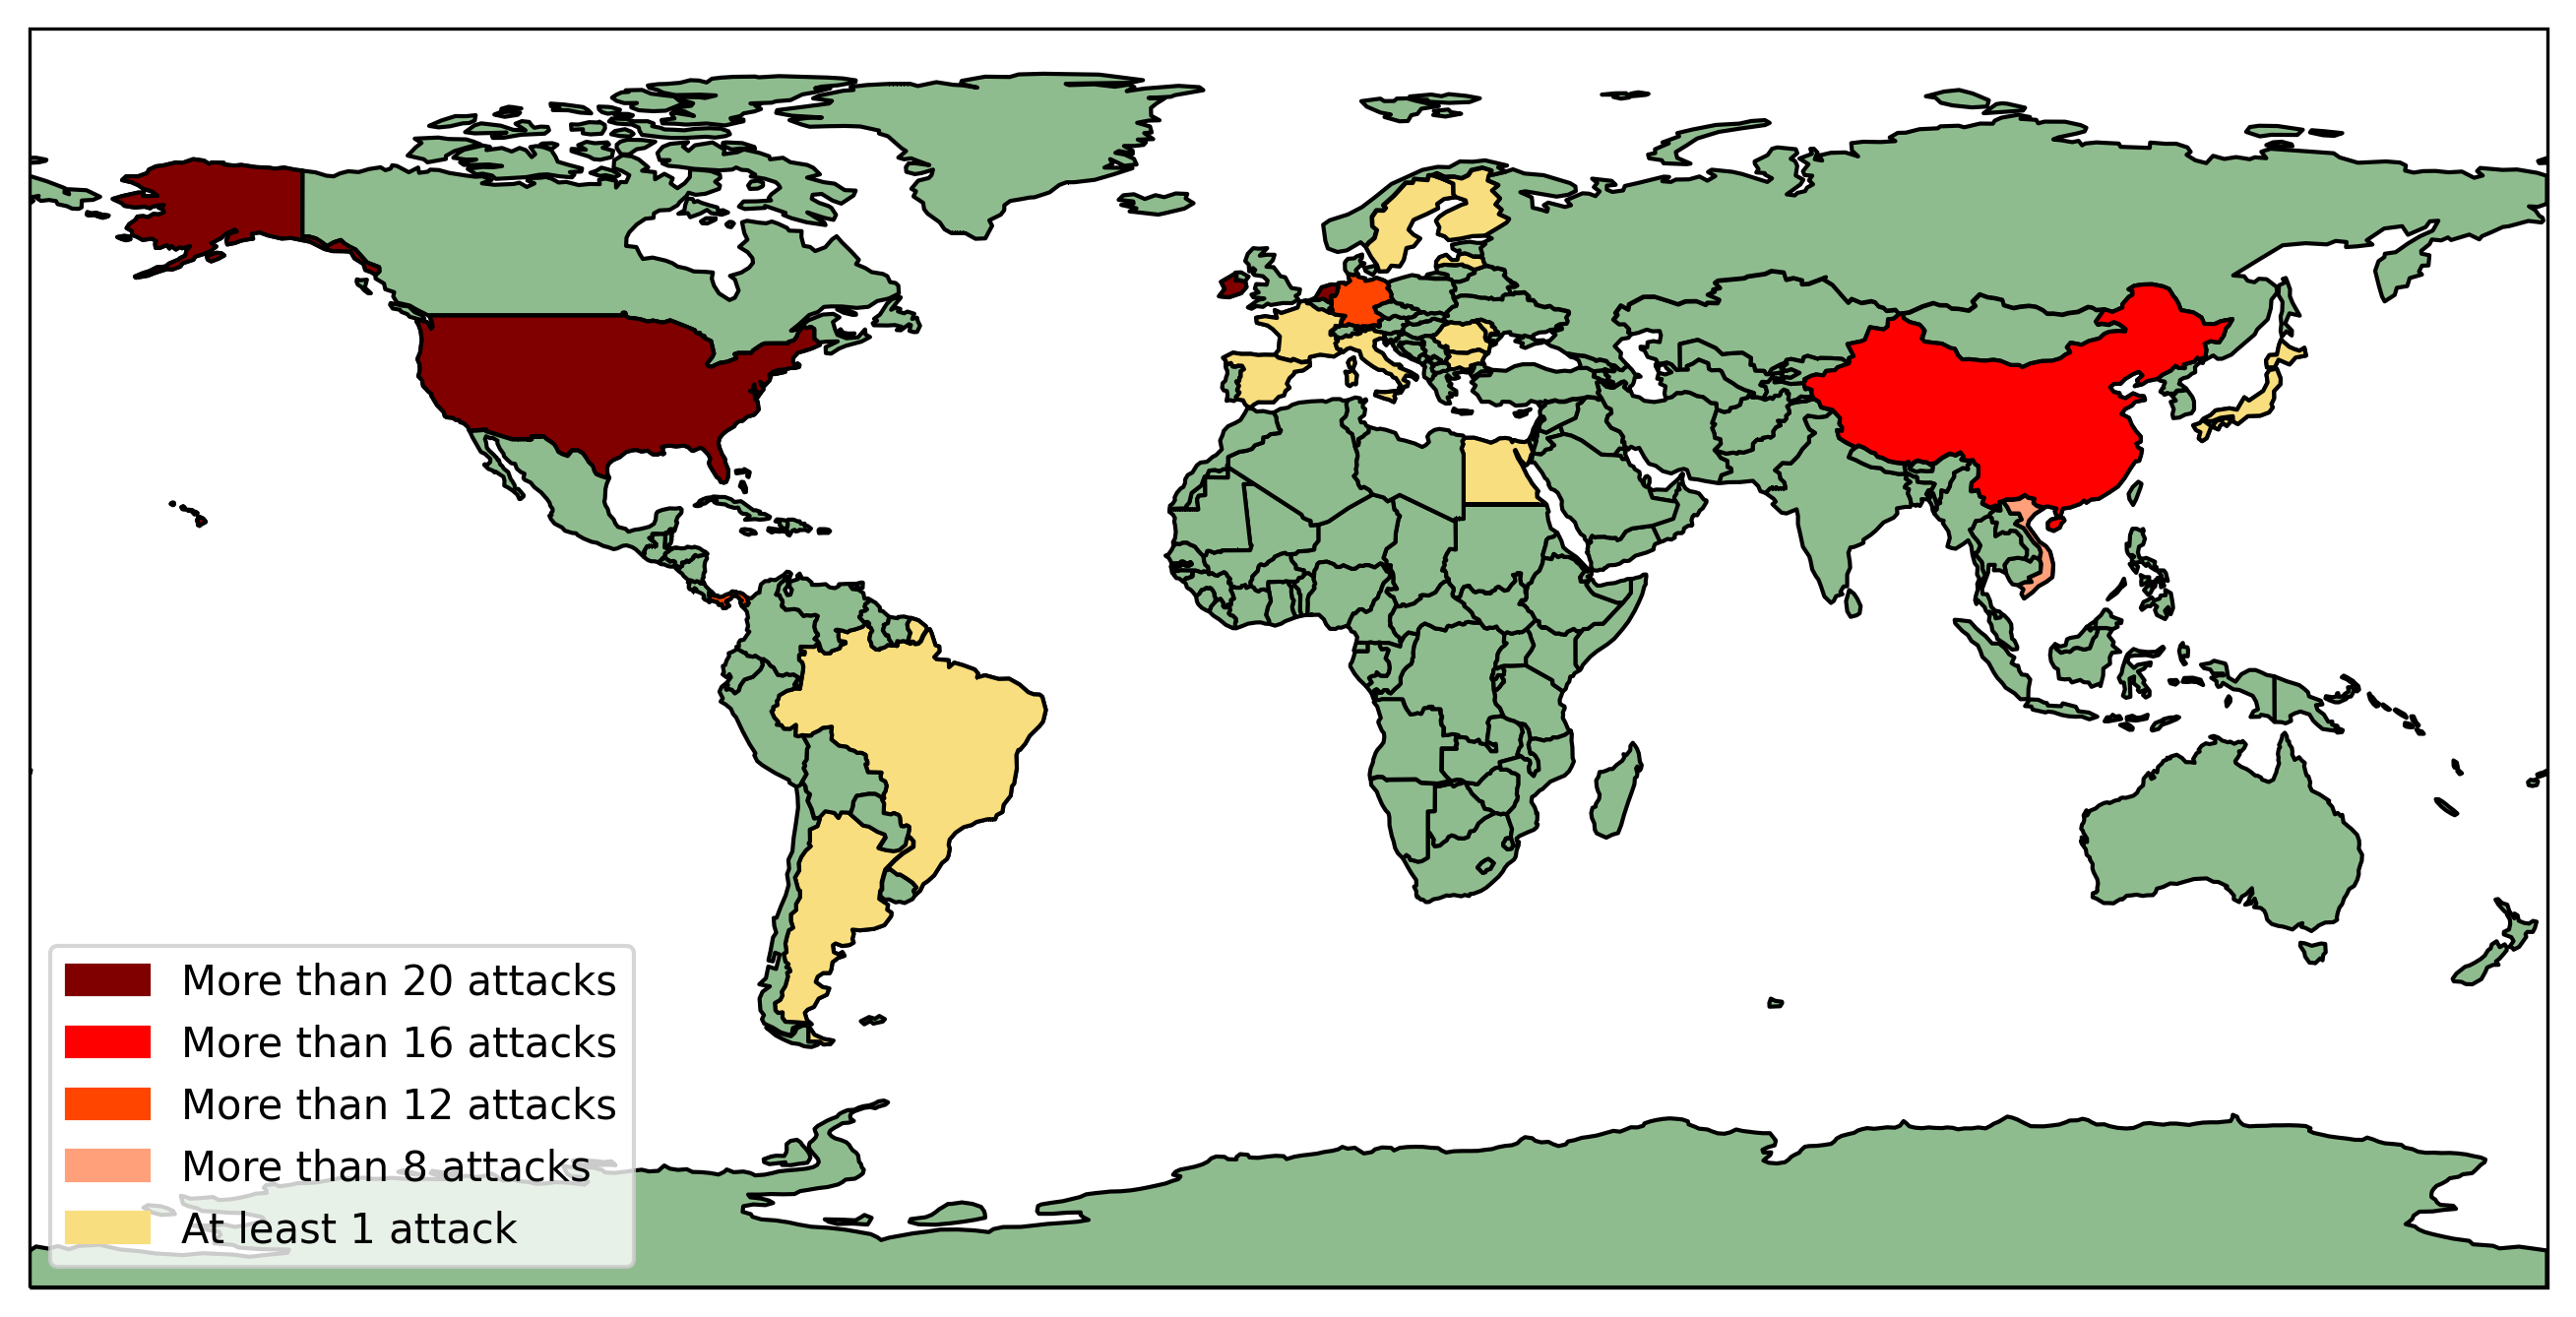 More than 20 attacks
More than 16 attacks
More than 12 attacks
More than 8 attacks
At least 1 attack